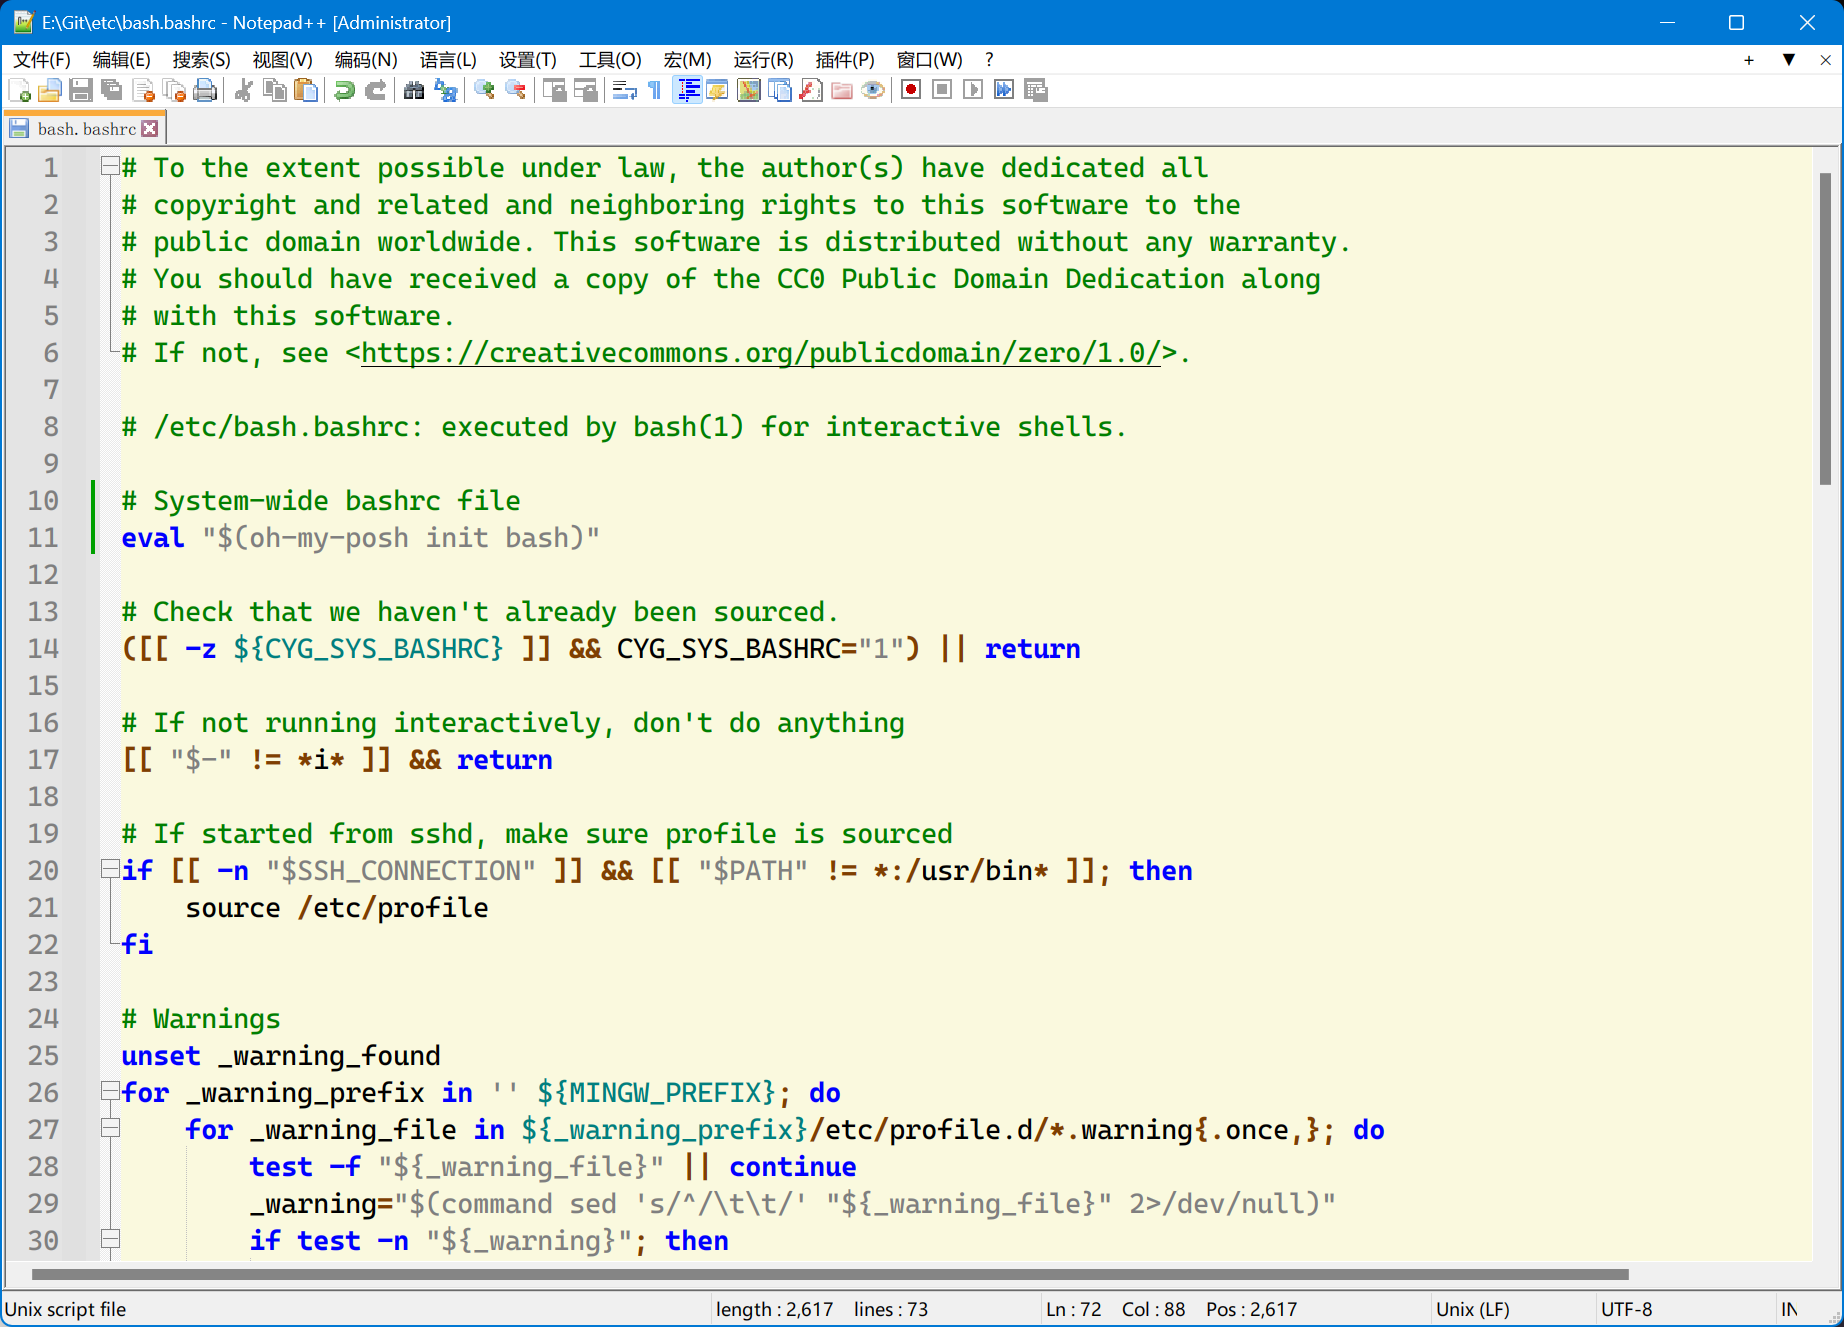 E:\Git\etc\bash.bashrc - Notepad++ [Administrator]
文件(F) 编辑(E) 搜索(S) 视图(V) 编码(N) 语言(L) 设置(T) 工具(O) 宏(M) 运行(R) 插件(P) 窗口(W) ? + ▼ ×
bash.bashrc
1 # To the extent possible under law, the author(s) have dedicated all
2 # copyright and related and neighboring rights to this software to the
3 # public domain worldwide. This software is distributed without any warranty.
4 # You should have received a copy of the CC0 Public Domain Dedication along
5 # with this software.
6 # If not, see <https://creativecommons.org/publicdomain/zero/1.0/>.
7
8 # /etc/bash.bashrc: executed by bash(1) for interactive shells.
9
10 # System-wide bashrc file
11 eval "$(oh-my-posh init bash)"
12
13 # Check that we haven't already been sourced.
14 ([[ -z ${CYG_SYS_BASHRC} ]] && CYG_SYS_BASHRC="1") || return
15
16 # If not running interactively, don't do anything
17 [[ "$-" != *i* ]] && return
18
19 # If started from sshd, make sure profile is sourced
20 if [[ -n "$SSH_CONNECTION" ]] && [[ "$PATH" != *:/usr/bin* ]]; then
21     source /etc/profile
22 fi
23
24 # Warnings
25 unset _warning_found
26 for _warning_prefix in '' ${MINGW_PREFIX}; do
27     for _warning_file in ${_warning_prefix}/etc/profile.d/*.warning{.once,}; do
28         test -f "${_warning_file}" || continue
29         _warning="$(command sed 's/^/\t\t/' "${_warning_file}" 2>/dev/null)"
30         if test -n "${_warning}"; then
Unix script file length : 2,617 lines : 73 Ln : 72 Col : 88 Pos : 2,617 Unix (LF) UTF-8 IN